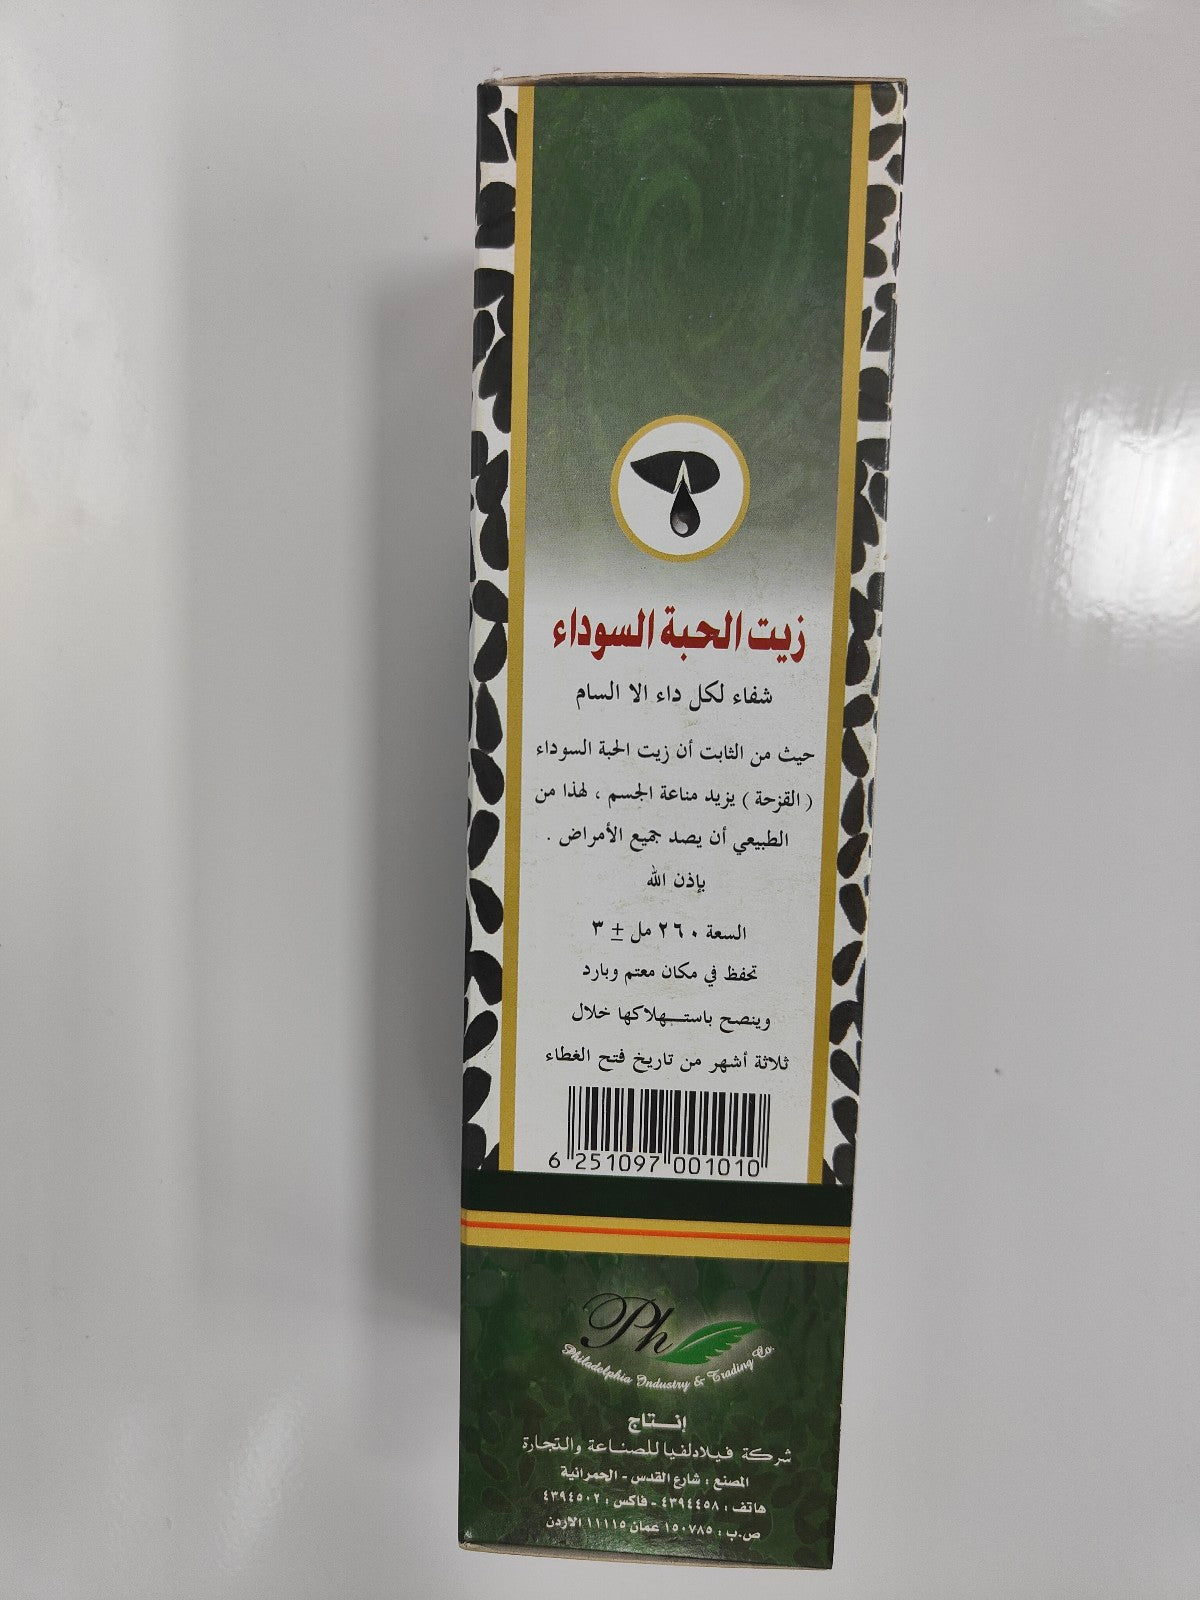 زيت الحبة السوداء
شفاء لكل داء الا السام
حيث من الثابت أن زيت الحبة السوداء
( القزحة ) يزيد مناعة الجسم ، لهذا من
الطبيعي أن يصد جميع الأمراض .
بإذن الله
السعة ٢٦٠ مل ± ٣
تحفظ في مكان معتم وبارد
وينصح باستـهلاكها خلال
ثلاثة أشهر من تاريخ فتح الغطاء
6 251097 001010
Ph
Philadelphia Industry & Trading Co.
إنــتاج
شركة فيلادلفيا للصناعة والتجارة
المصنع : شارع القدس - الحمرانية
هاتف : ٤٣٩٤٤٥٨ - فاكس : ٤٣٩٤٥٠٢
ص.ب : ١٥٠٧٨٥ عمان ١١١١٥ الاردن